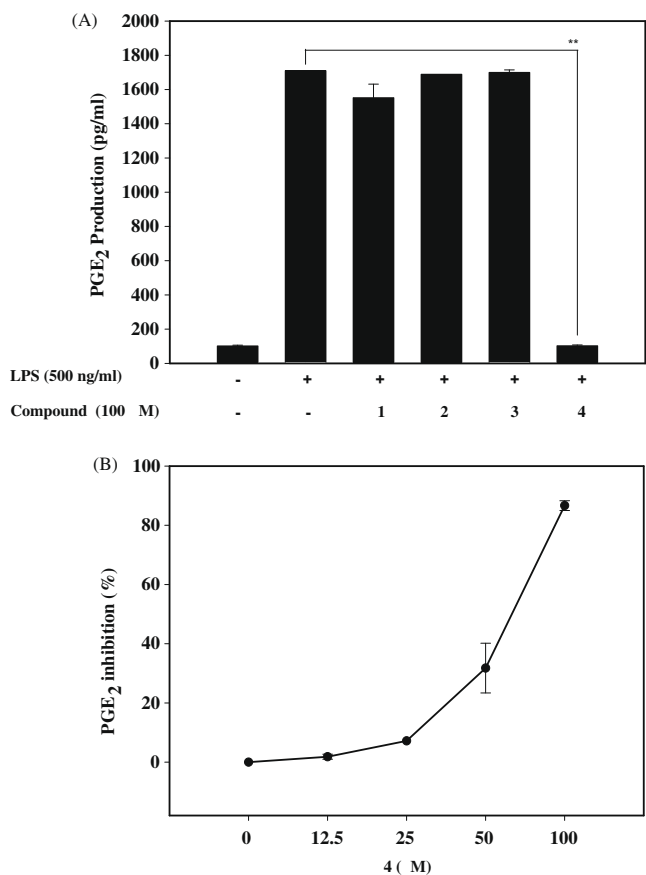 (A)
2000
1800
1600
1400
1200
1000
800
600
400
200
0
PGE2 Production (pg/ml)
**
LPS (500 ng/ml) - + + + + +
Compound (100 M) - - 1 2 3 4
(B)
100
80
60
40
20
0
PGE2 inhibition (%)
0 12.5 25 50 100
4 ( M)